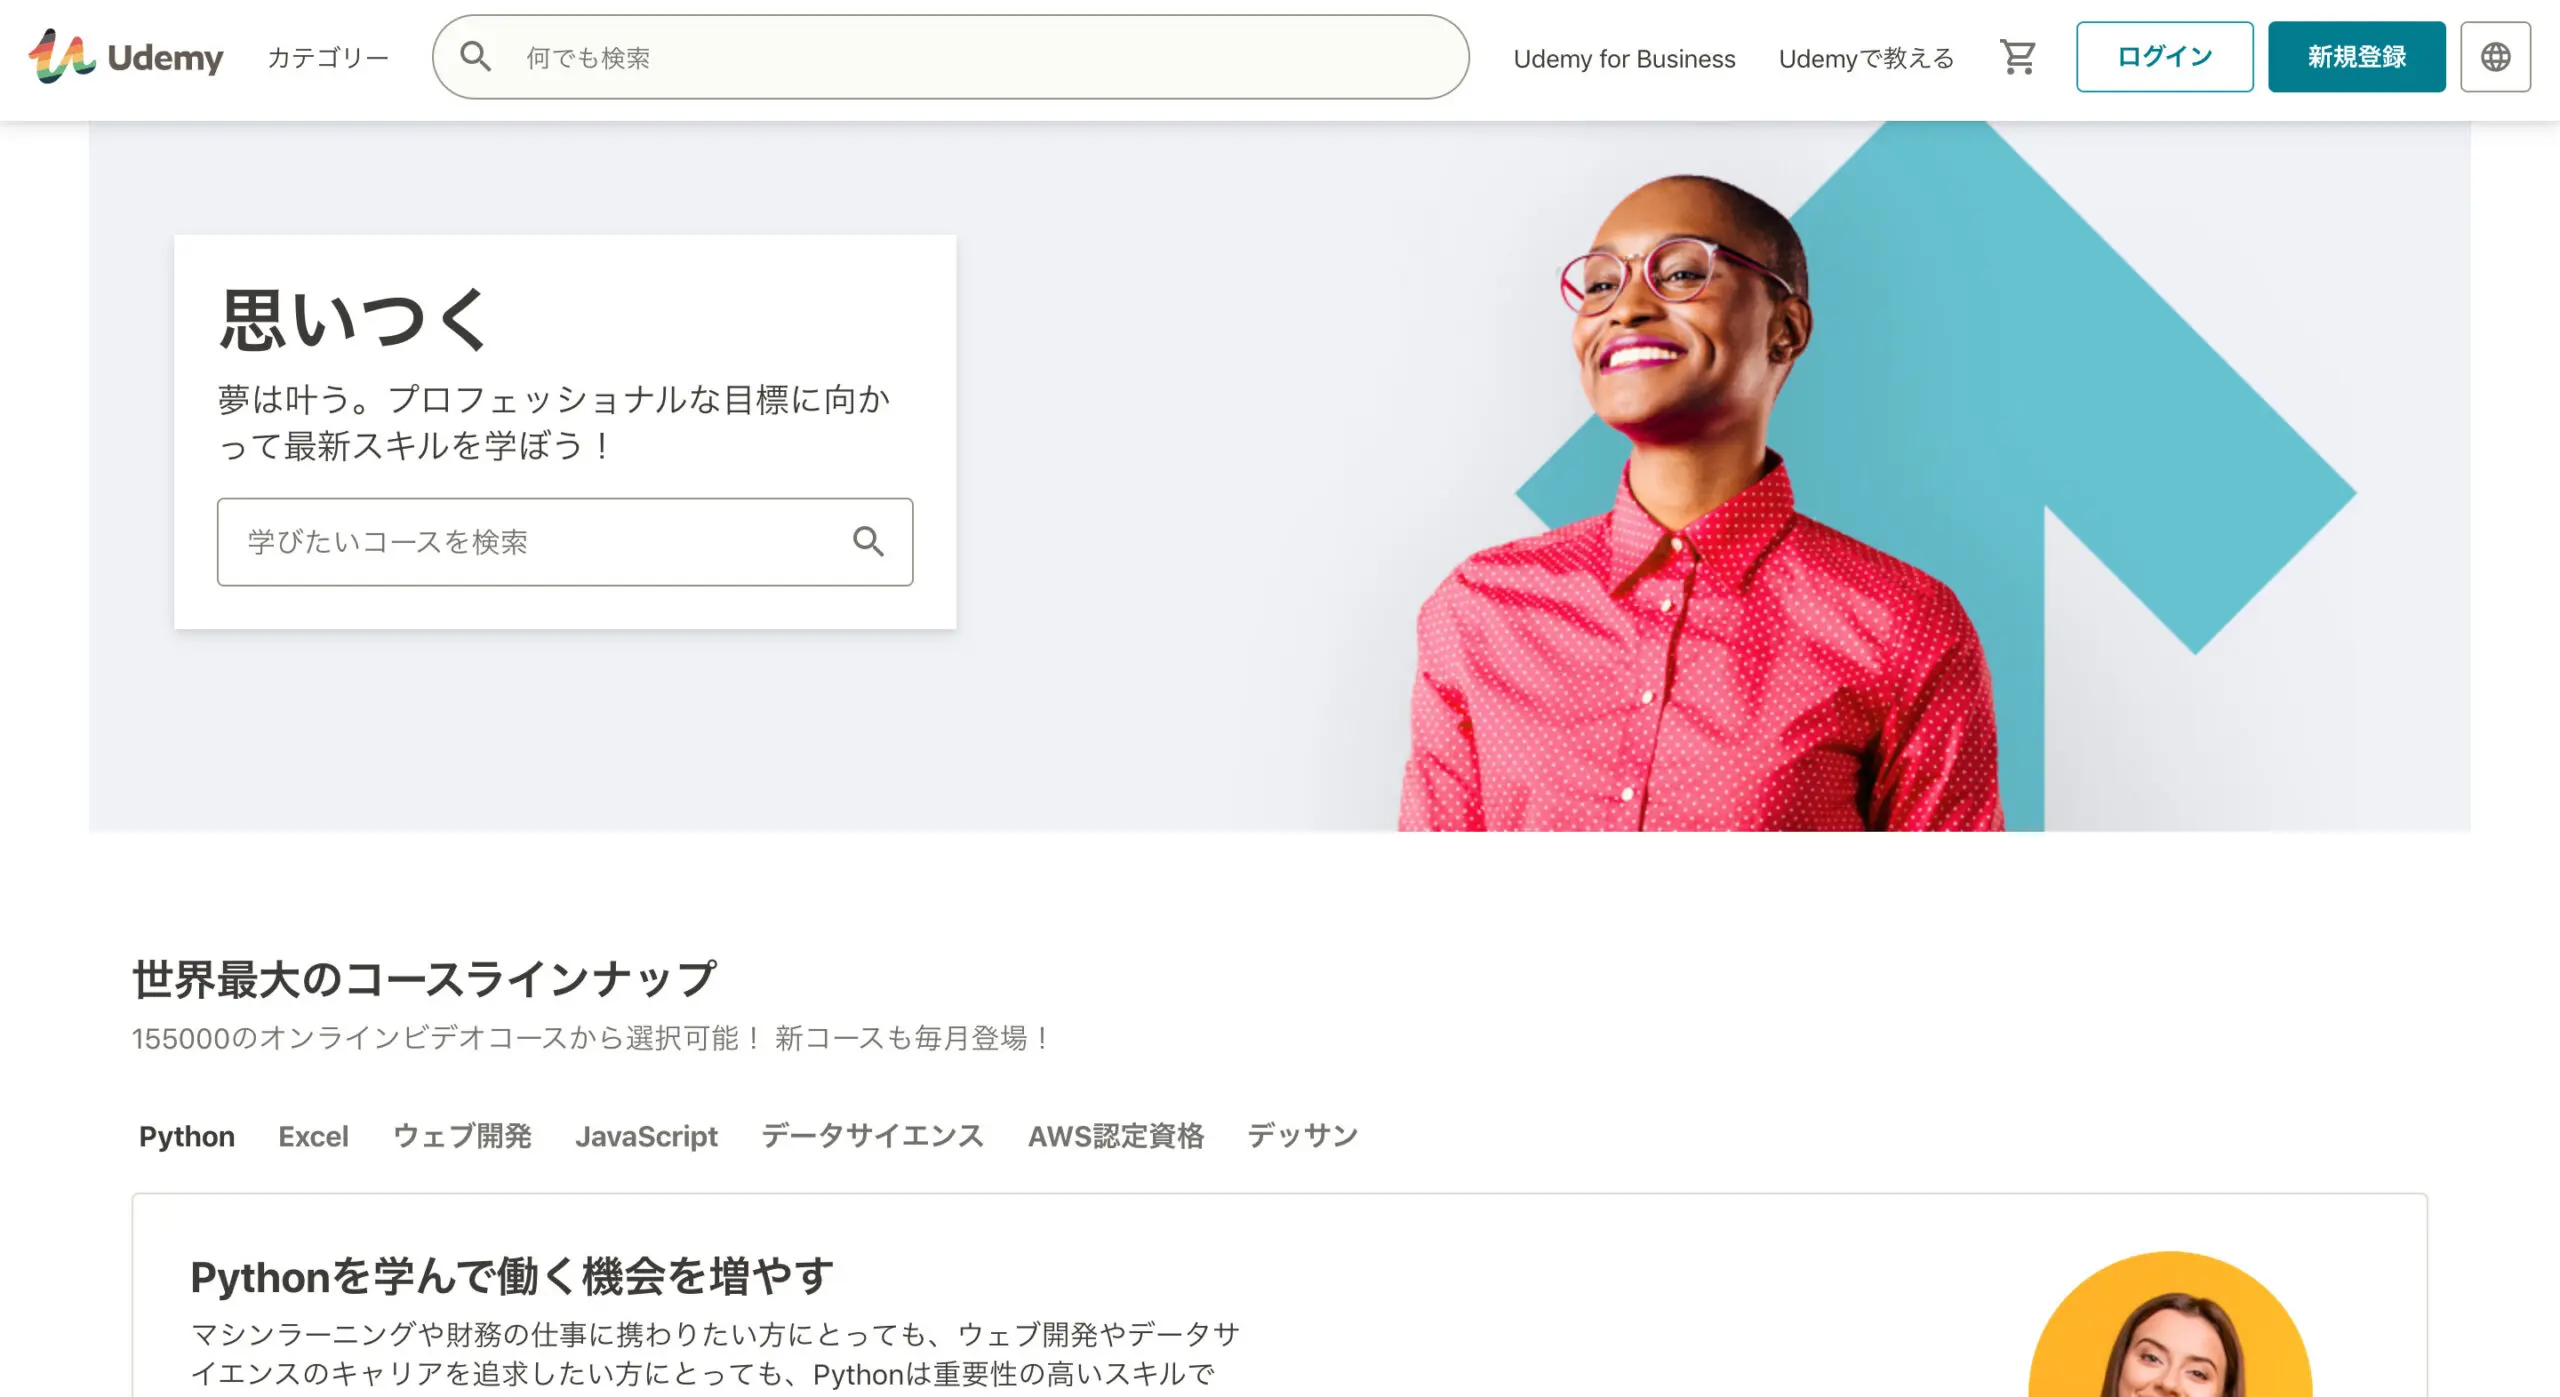 Udemy
カテゴリー
何でも検索
Udemy for Business
Udemyで教える
ログイン
新規登録
思いつく
夢は叶う。プロフェッショナルな目標に向か
って最新スキルを学ぼう！
学びたいコースを検索
世界最大のコースラインナップ
155000のオンラインビデオコースから選択可能！ 新コースも毎月登場！
Python
Excel
ウェブ開発
JavaScript
データサイエンス
AWS認定資格
デッサン
Pythonを学んで働く機会を増やす
マシンラーニングや財務の仕事に携わりたい方にとっても、ウェブ開発やデータサ
イエンスのキャリアを追求したい方にとっても、Pythonは重要性の高いスキルで